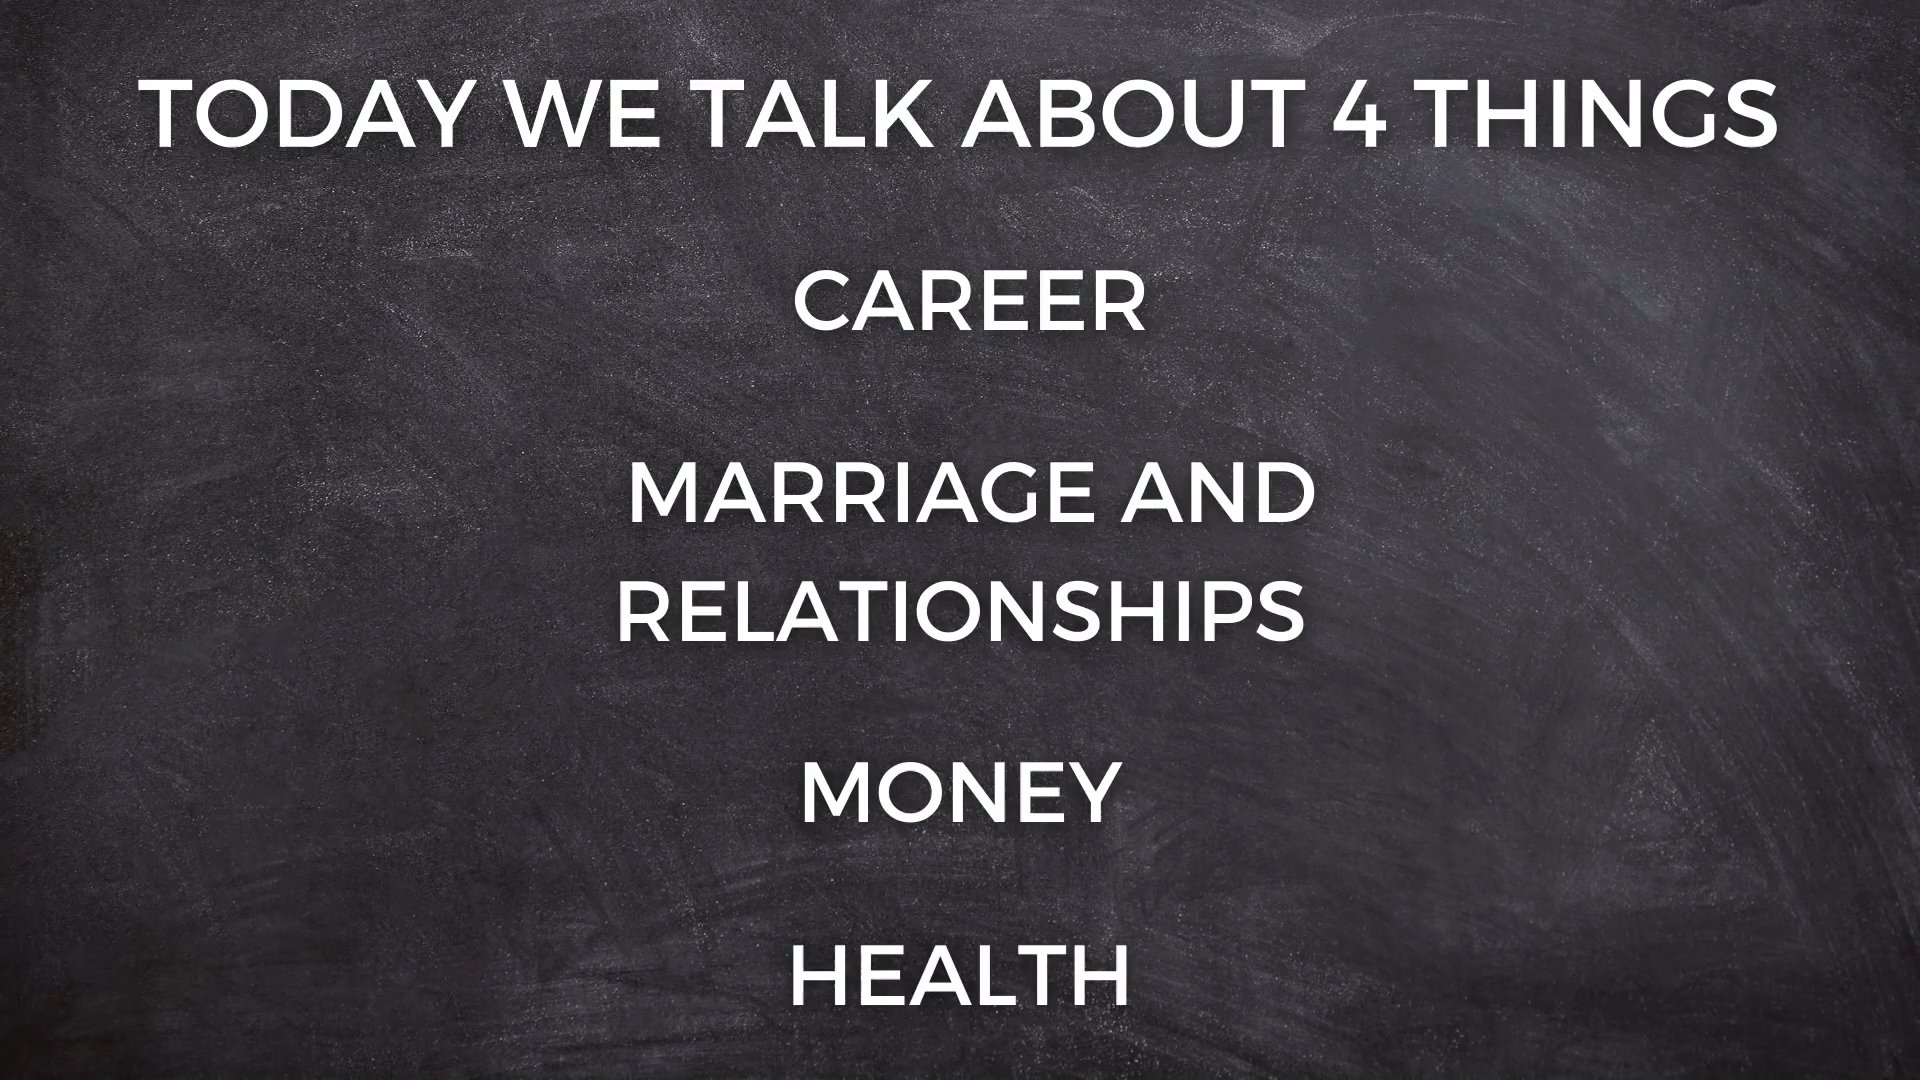 TODAY WE TALK ABOUT 4 THINGS
CAREER
MARRIAGE AND
RELATIONSHIPS
MONEY
HEALTH